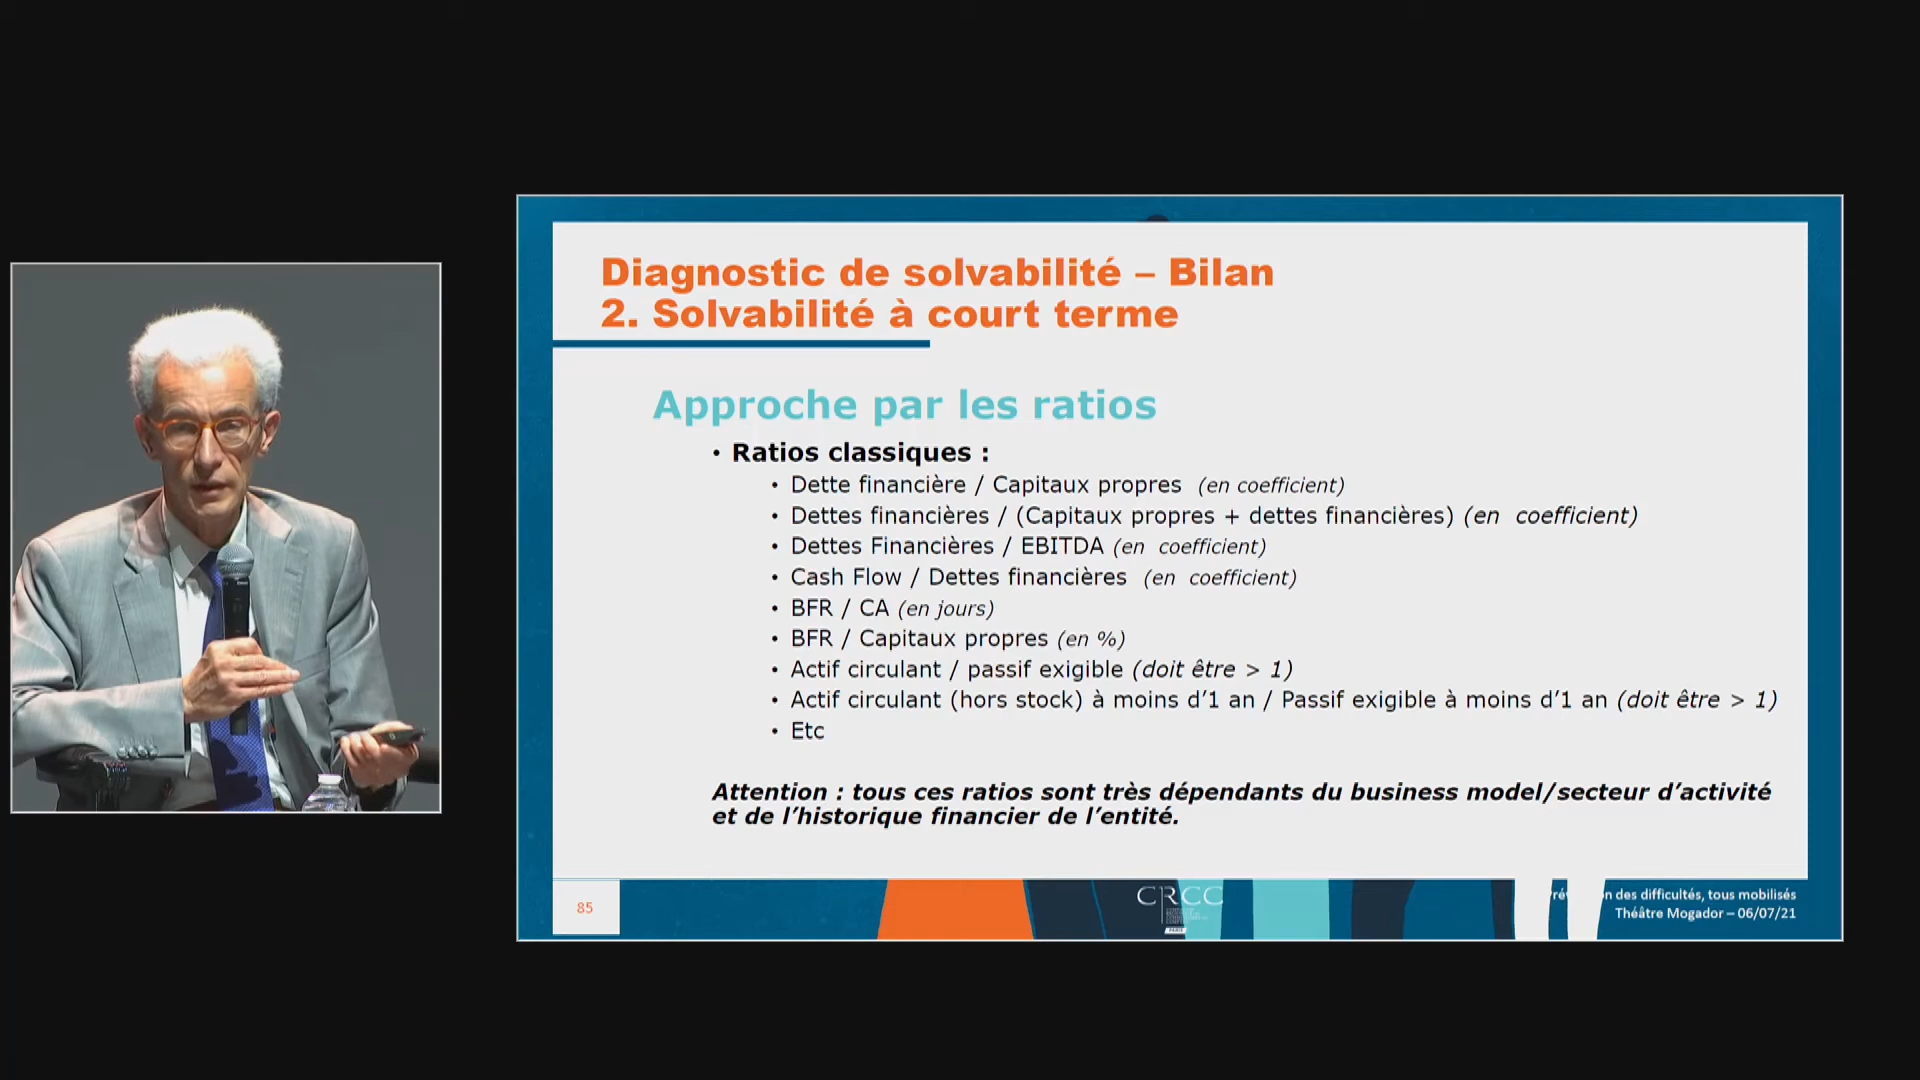 Diagnostic de solvabilité – Bilan
2. Solvabilité à court terme
Approche par les ratios
• Ratios classiques :
• Dette financière / Capitaux propres (en coefficient)
• Dettes financières / (Capitaux propres + dettes financières) (en coefficient)
• Dettes Financières / EBITDA (en coefficient)
• Cash Flow / Dettes financières (en coefficient)
• BFR / CA (en jours)
• BFR / Capitaux propres (en %)
• Actif circulant / passif exigible (doit être > 1)
• Actif circulant (hors stock) à moins d’1 an / Passif exigible à moins d’1 an (doit être > 1)
• Etc
Attention : tous ces ratios sont très dépendants du business model/secteur d’activité
et de l’historique financier de l’entité.
85
CRCC
des difficultés, tous mobilisés
Théâtre Mogador – 06/07/21